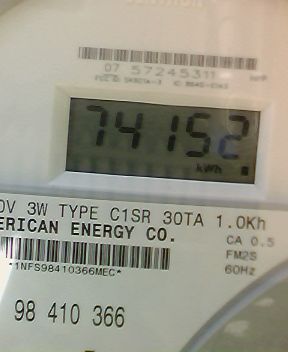 07 57245311
74152
kWh
0V 3W TYPE C1SR 30TA 1.0Kh
ERICAN ENERGY CO.
CA 0.5
FM2S
60Hz
*1NFS98410366MEC*
98 410 366